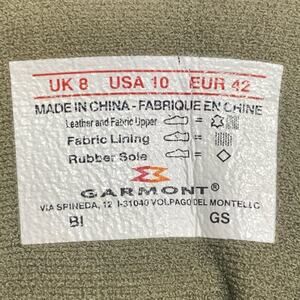 UK 8 USA 10 EUR 42
MADE IN CHINA - FABRIQUE EN CHINE
Leather and Fabric Upper = 
Fabric Lining =
Rubber Sole =
GARMONT®
VIA SPINEDA, 12 I-31040 VOLPAGO DEL MONTELLO
BI GS